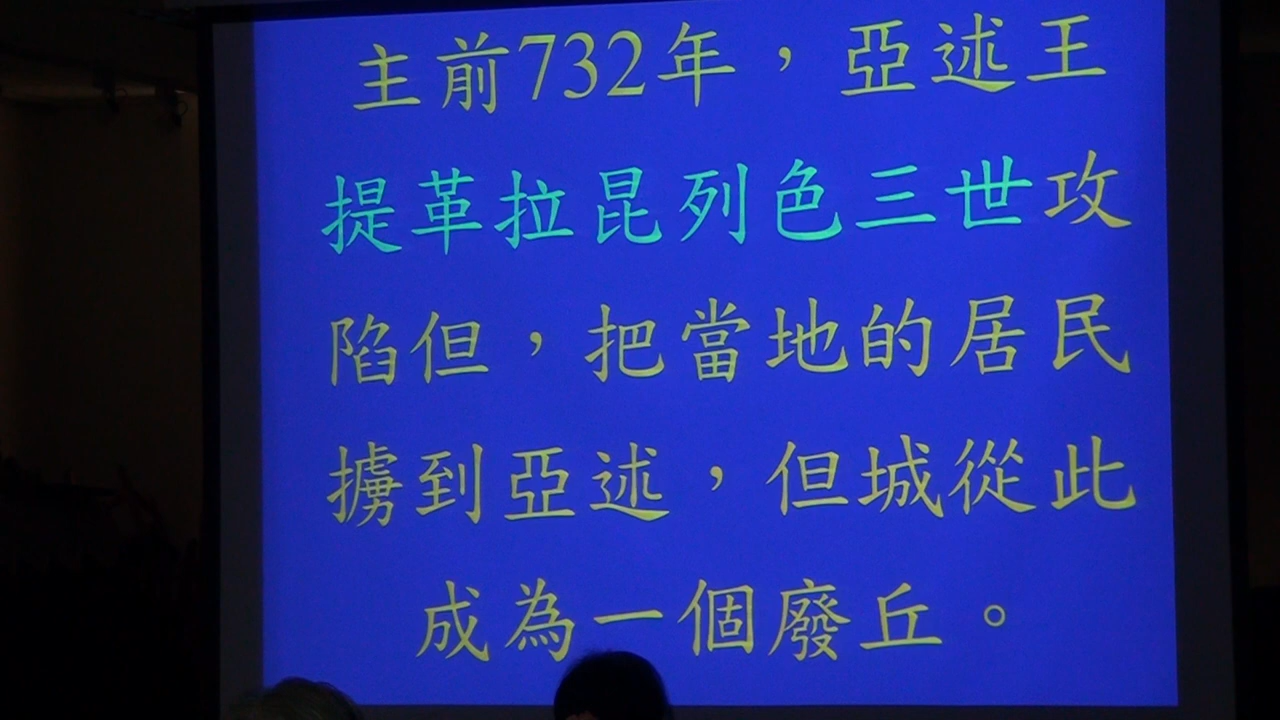 主前732年，亞述王
提革拉昆列色三世攻
陷但，把當地的居民
擄到亞述，但城從此
成為一個廢丘。